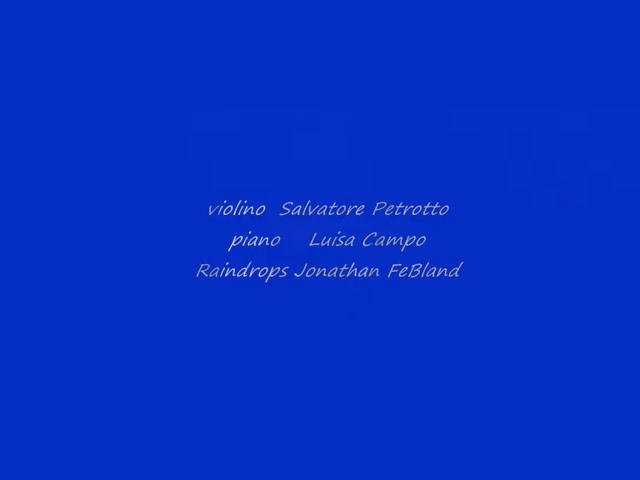 violino Salvatore Petrotto
piano Luisa Campo
Raindrops Jonathan FeBland